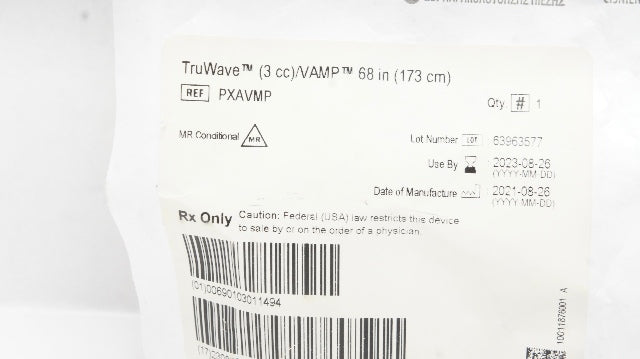 TruWave™ (3 cc)/VAMP™ 68 in (173 cm)
REF PXAVMP
Qty. # 1
MR Conditional MR
Lot Number LOT 63963577
Use By 2023-08-26
(YYYY-MM-DD)
Date of Manufacture 2021-08-26
(YYYY-MM-DD)
Rx Only Caution: Federal (USA) law restricts this device
to sale by or on the order of a physician.
(01)00690103011494
10011876001 A